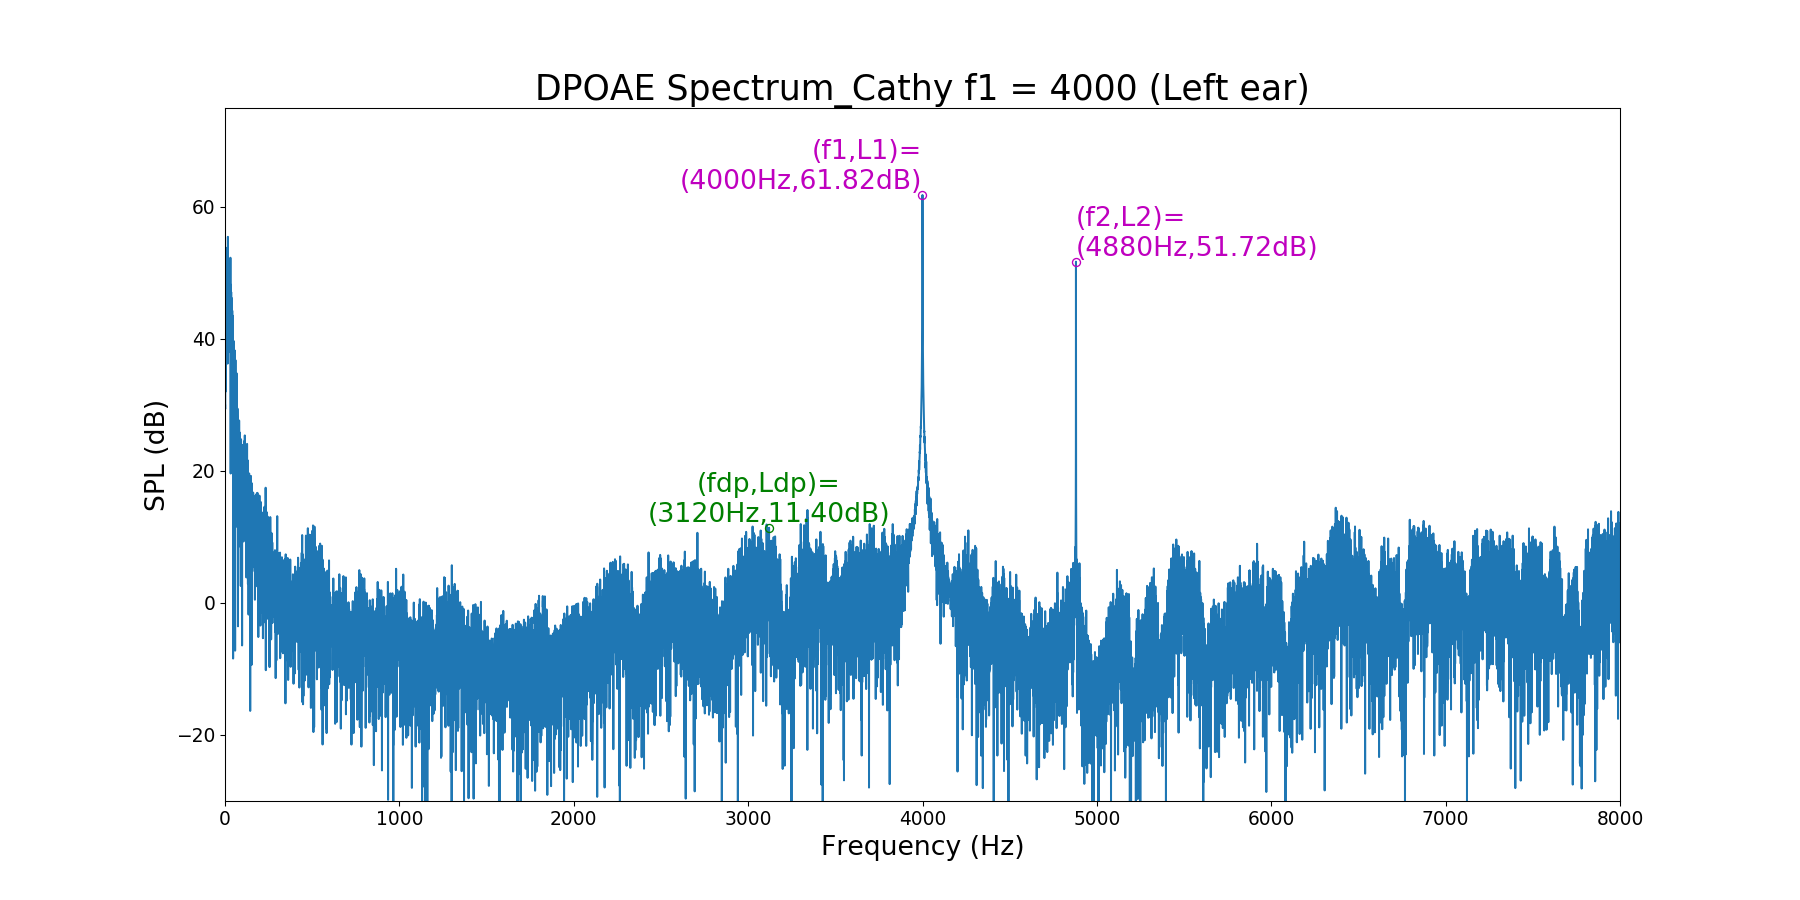 DPOAE Spectrum_Cathy f1 = 4000 (Left ear)
(f1,L1)=
(4000Hz,61.82dB)
(f2,L2)=
(4880Hz,51.72dB)
(fdp,Ldp)=
(3120Hz,11.40dB)
SPL (dB)
60
40
20
0
−20
0 1000 2000 3000 4000 5000 6000 7000 8000
Frequency (Hz)